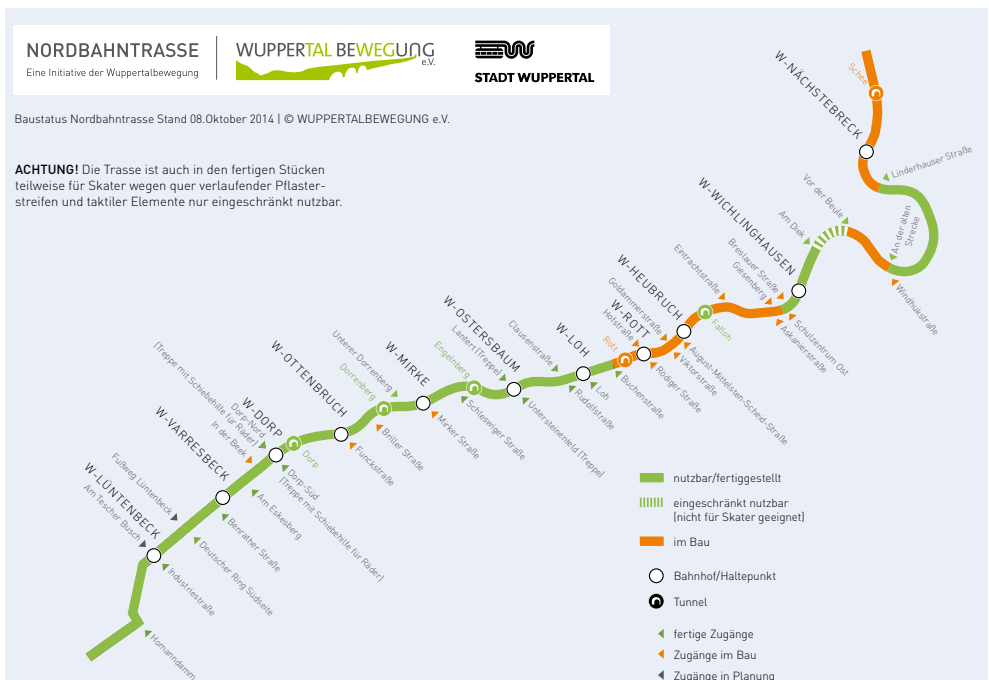 NORDBAHNTRASSE
Eine Initiative der Wuppertalbewegung
WUPPERTAL BEWEGUNG
e.V.
STADT WUPPERTAL
Baustatus Nordbahntrasse Stand 08.Oktober 2014 | © WUPPERTALBEWEGUNG e.V.
ACHTUNG! Die Trasse ist auch in den fertigen Stücken
teilweise für Skater wegen quer verlaufender Pflaster-
streifen und taktiler Elemente nur eingeschränkt nutzbar.
W-NÄCHSTEBRECK
Schee
Linderhauser Straße
Vor der Beule
Am Diek
An der alten
Strecke
Windhukstraße
W-WICHLINGHAUSEN
Breslauer Straße
Giesenberg
Eintrachtstraße
Schulzentrum Ost
Askanierstraße
W-HEUBRUCH
Fatloh
Goldammerstraße
W-ROTT
Hofstraße
Rott
August-Mittelsten-Scheid-Straße
Viktorstraße
Rödiger Straße
Buchenstraße
W-LOH
Loh
Rudolfstraße
Clausenstraße
W-OSTERSBAUM
Lantert (Treppe)
Engelnberg
Untersteinenfeld (Treppe)
Schleswiger Straße
W-MIRKE
Mirker Straße
Unterer Dorrenberg
Dorrenberg
Briller Straße
W-OTTENBRUCH
Funckstraße
W-DORP
Dorp
Dorp-Nord
(Treppe mit Schiebehilfe für Räder)
In der Beek
Dorp-Süd
(Treppe mit Schiebehilfe für Räder)
Am Eskesberg
W-VARRESBECK
Benrather Straße
Deutscher Ring Südseite
Fußweg Lüntenbeck
W-LÜNTENBECK
Am Tescher Busch
Industriestraße
Homanndamm
nutzbar/fertiggestellt
eingeschränkt nutzbar
(nicht für Skater geeignet)
im Bau
Bahnhof/Haltepunkt
Tunnel
fertige Zugänge
Zugänge im Bau
Zugänge in Planung